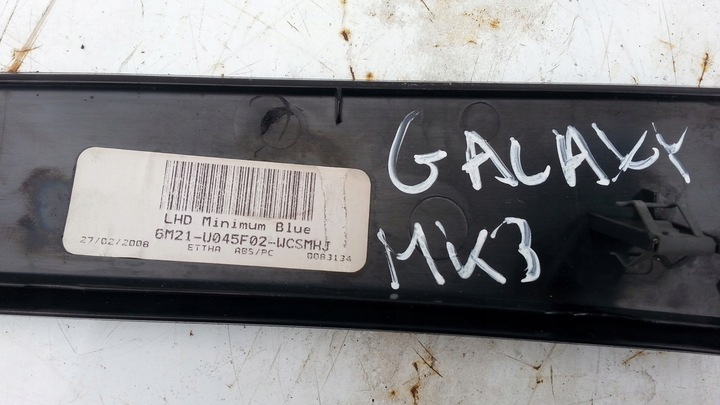 LHD Minimum Blue
6M21-U045F02-WCSMHJ
27/02/2008 ETTHA ABS/PC 0083134
GALAXY
MK3